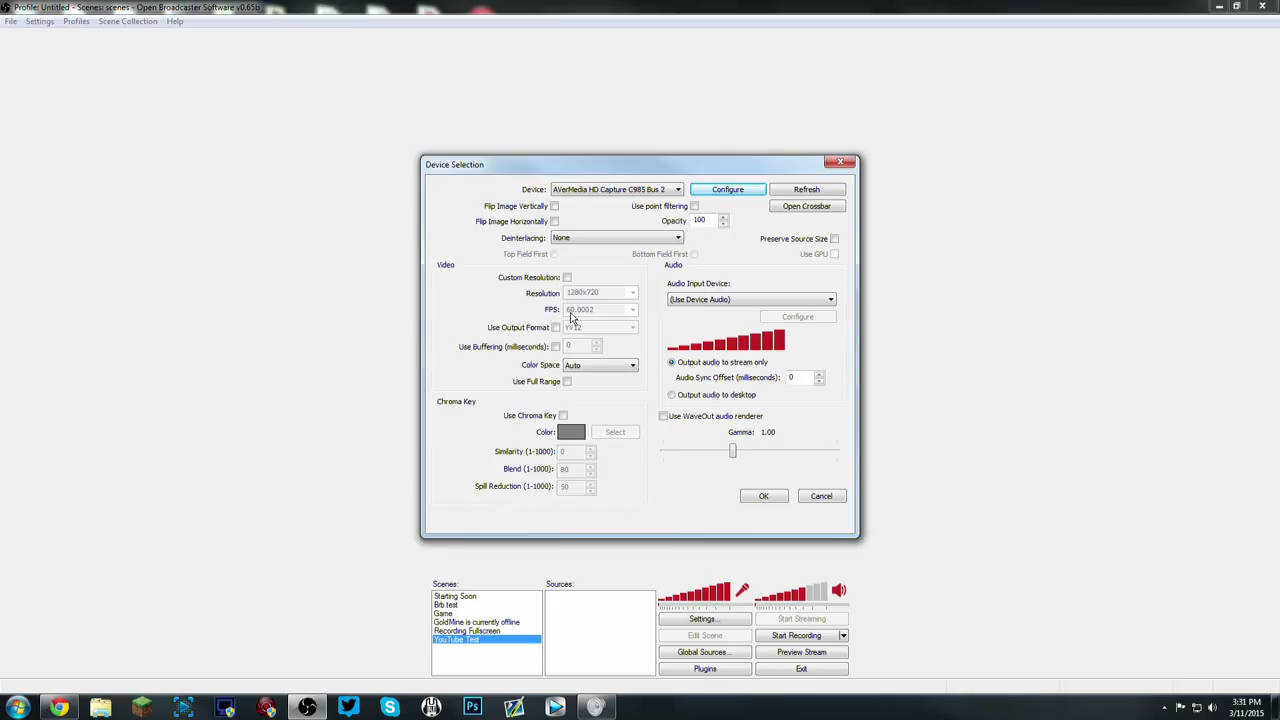 Profile: Untitled - Scenes: scenes - Open Broadcaster Software v0.65b
File Settings Profiles Scene Collection Help
Device Selection
Device: AVerMedia HD Capture C985 Bus 2 Configure Refresh
Flip Image Vertically Use point filtering Open Crossbar
Flip Image Horizontally Opacity 100
Deinterlacing: None Preserve Source Size
Top Field First Bottom Field First Use GPU
Video Audio
Custom Resolution:
Audio Input Device:
Resolution 1280x720
(Use Device Audio)
FPS: 60.0002
Configure
Use Output Format YV12
Use Buffering (milliseconds): 0
Color Space Auto
Output audio to stream only
Audio Sync Offset (milliseconds): 0
Use Full Range
Output audio to desktop
Chroma Key
Use Chroma Key
Use WaveOut audio renderer
Color: Select
Gamma: 1.00
Similarity (1-1000) 0
Blend (1-1000) 80
Spill Reduction (1-1000) 50
OK Cancel
Scenes: Sources:
Starting Soon
Brb test
Game
GoldMine is currently offline
Recording Fullscreen
YouTube Test
Settings... Start Streaming
Edit Scene Start Recording
Global Sources... Preview Stream
Plugins Exit
Ps
3:31 PM
3/11/2015